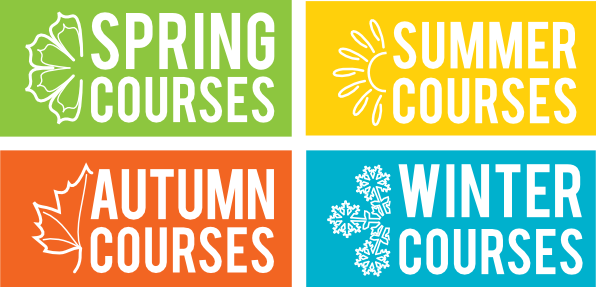 SPRING
COURSES
SUMMER
COURSES
AUTUMN
COURSES
WINTER
COURSES